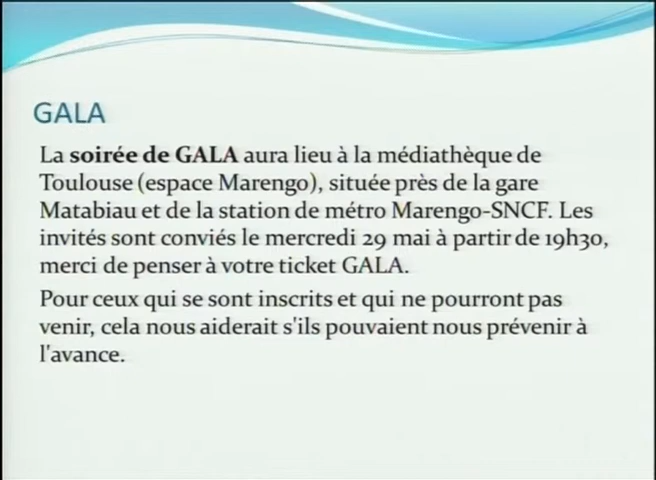 GALA
La soirée de GALA aura lieu à la médiathèque de
Toulouse (espace Marengo), située près de la gare
Matabiau et de la station de métro Marengo-SNCF. Les
invités sont conviés le mercredi 29 mai à partir de 19h30,
merci de penser à votre ticket GALA.
Pour ceux qui se sont inscrits et qui ne pourront pas
venir, cela nous aiderait s'ils pouvaient nous prévenir à
l'avance.